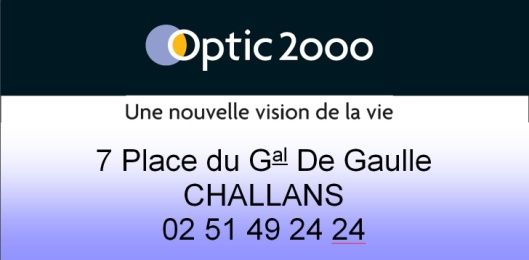 Optic 2000
Une nouvelle vision de la vie
7 Place du Gal De Gaulle
CHALLANS
02 51 49 24 24